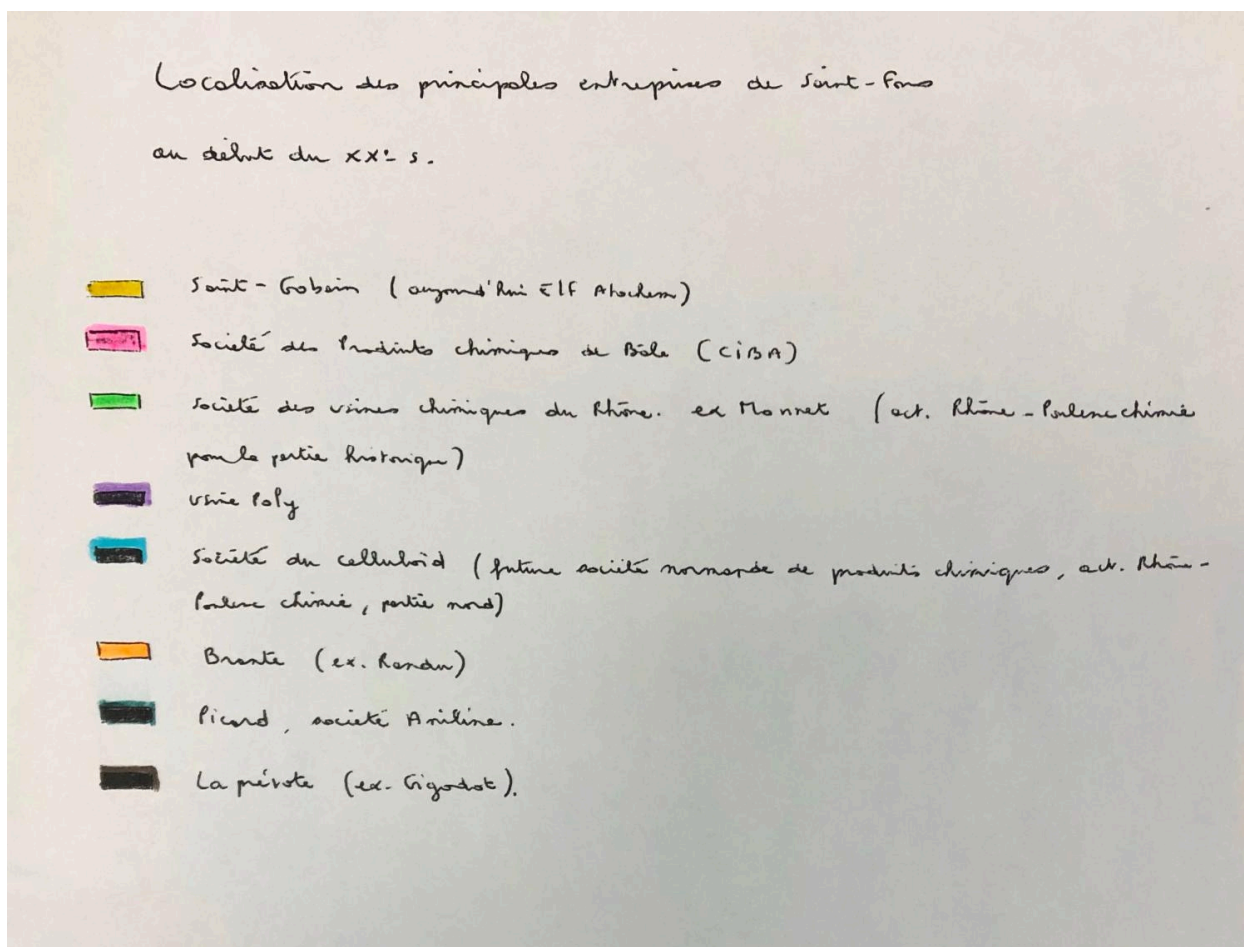 Localisation des principales entreprises de Saint-Fons
au début du XXe s.
Saint-Gobain (aujourd'hui Elf Atochem)
Société des Produits chimiques de Bâle (CiBA)
Société des usines chimiques du Rhône. ex Monnet (act. Rhône-Poulenc chimie
pour la partie historique)
usine Poly
Société du celluloïd (future société normande de produits chimiques, act. Rhône-
Poulenc chimie, partie nord)
(ex.
Picard, société Aniline.
La prévote (ex. Gigodot).